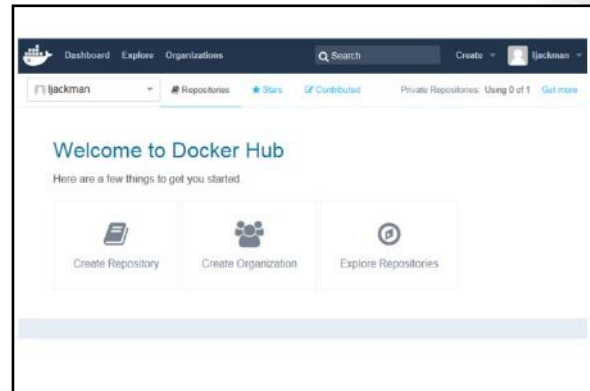 Dashboard Explore Organizations Search Create ljackman
ljackman Repositories Stars Contributed Private Repositories: Using 0 of 1 Get more
Welcome to Docker Hub
Here are a few things to get you started.
Create Repository Create Organization Explore Repositories